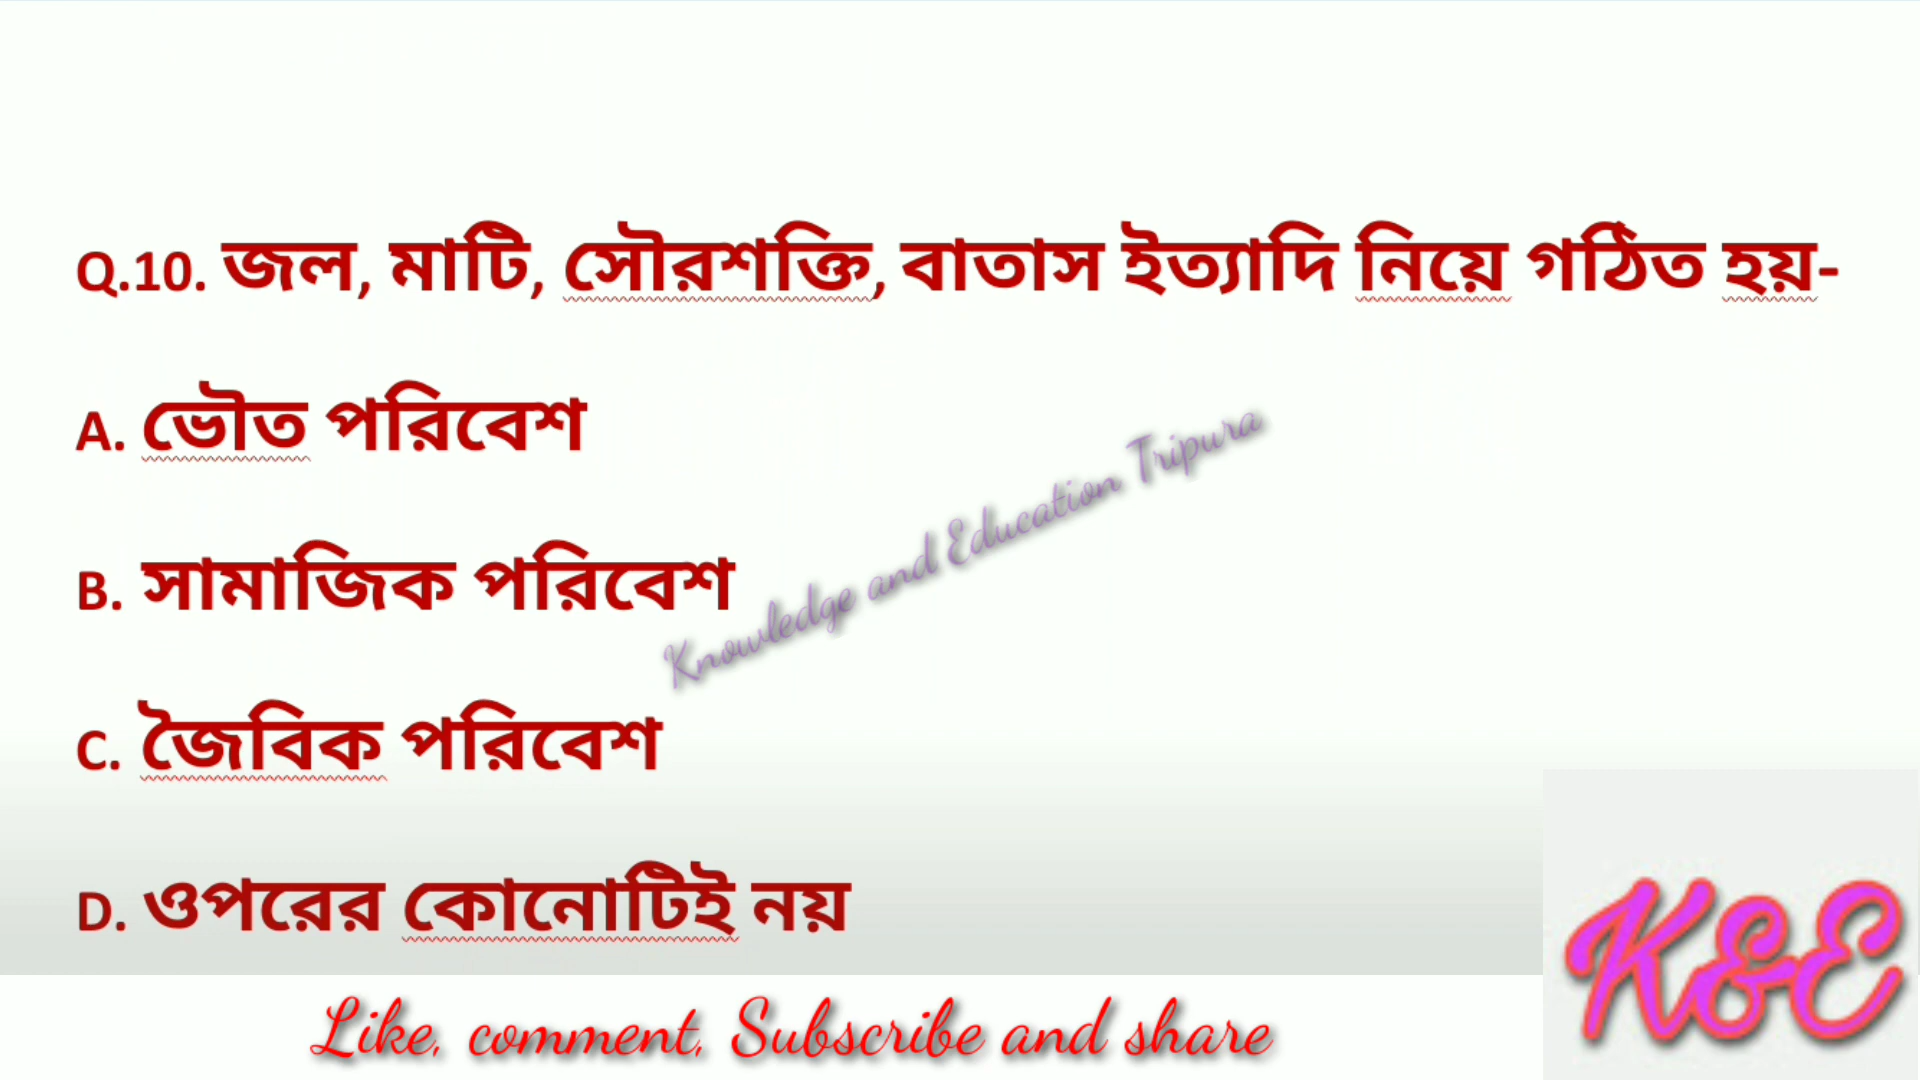 Q.10. জল, মাটি, সৌরশক্তি, বাতাস ইত্যাদি নিয়ে গঠিত হয়-
A. ভৌত পরিবেশ
B. সামাজিক পরিবেশ
Knowledge and Education Tripura
C. জৈবিক পরিবেশ
D. ওপরের কোনোটিই নয়
K&E
Like, comment, Subscribe and share